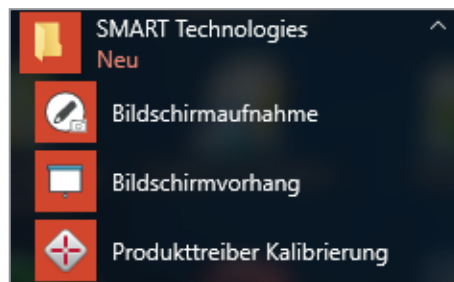 SMART Technologies
Neu
Bildschirmaufnahme
Bildschirmvorhang
Produkttreiber Kalibrierung